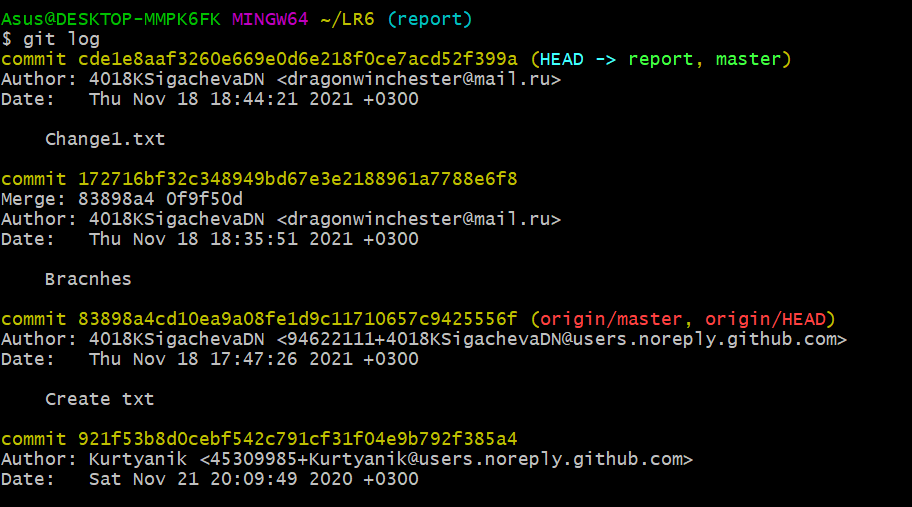 Asus@DESKTOP-MMPK6FK MINGW64 ~/LR6 (report)
$ git log
commit cde1e8aaf3260e669e0d6e218f0ce7acd52f399a (HEAD -> report, master)
Author: 4018KSigachevaDN <dragonwinchester@mail.ru>
Date:   Thu Nov 18 18:44:21 2021 +0300
    Change1.txt
commit 172716bf32c348949bd67e3e2188961a7788e6f8
Merge: 83898a4 0f9f50d
Author: 4018KSigachevaDN <dragonwinchester@mail.ru>
Date:   Thu Nov 18 18:35:51 2021 +0300
    Bracnhes
commit 83898a4cd10ea9a08fe1d9c11710657c9425556f (origin/master, origin/HEAD)
Author: 4018KSigachevaDN <94622111+4018KSigachevaDN@users.noreply.github.com>
Date:   Thu Nov 18 17:47:26 2021 +0300
    Create txt
commit 921f53b8d0cebf542c791cf31f04e9b792f385a4
Author: Kurtyanik <45309985+Kurtyanik@users.noreply.github.com>
Date:   Sat Nov 21 20:09:49 2020 +0300